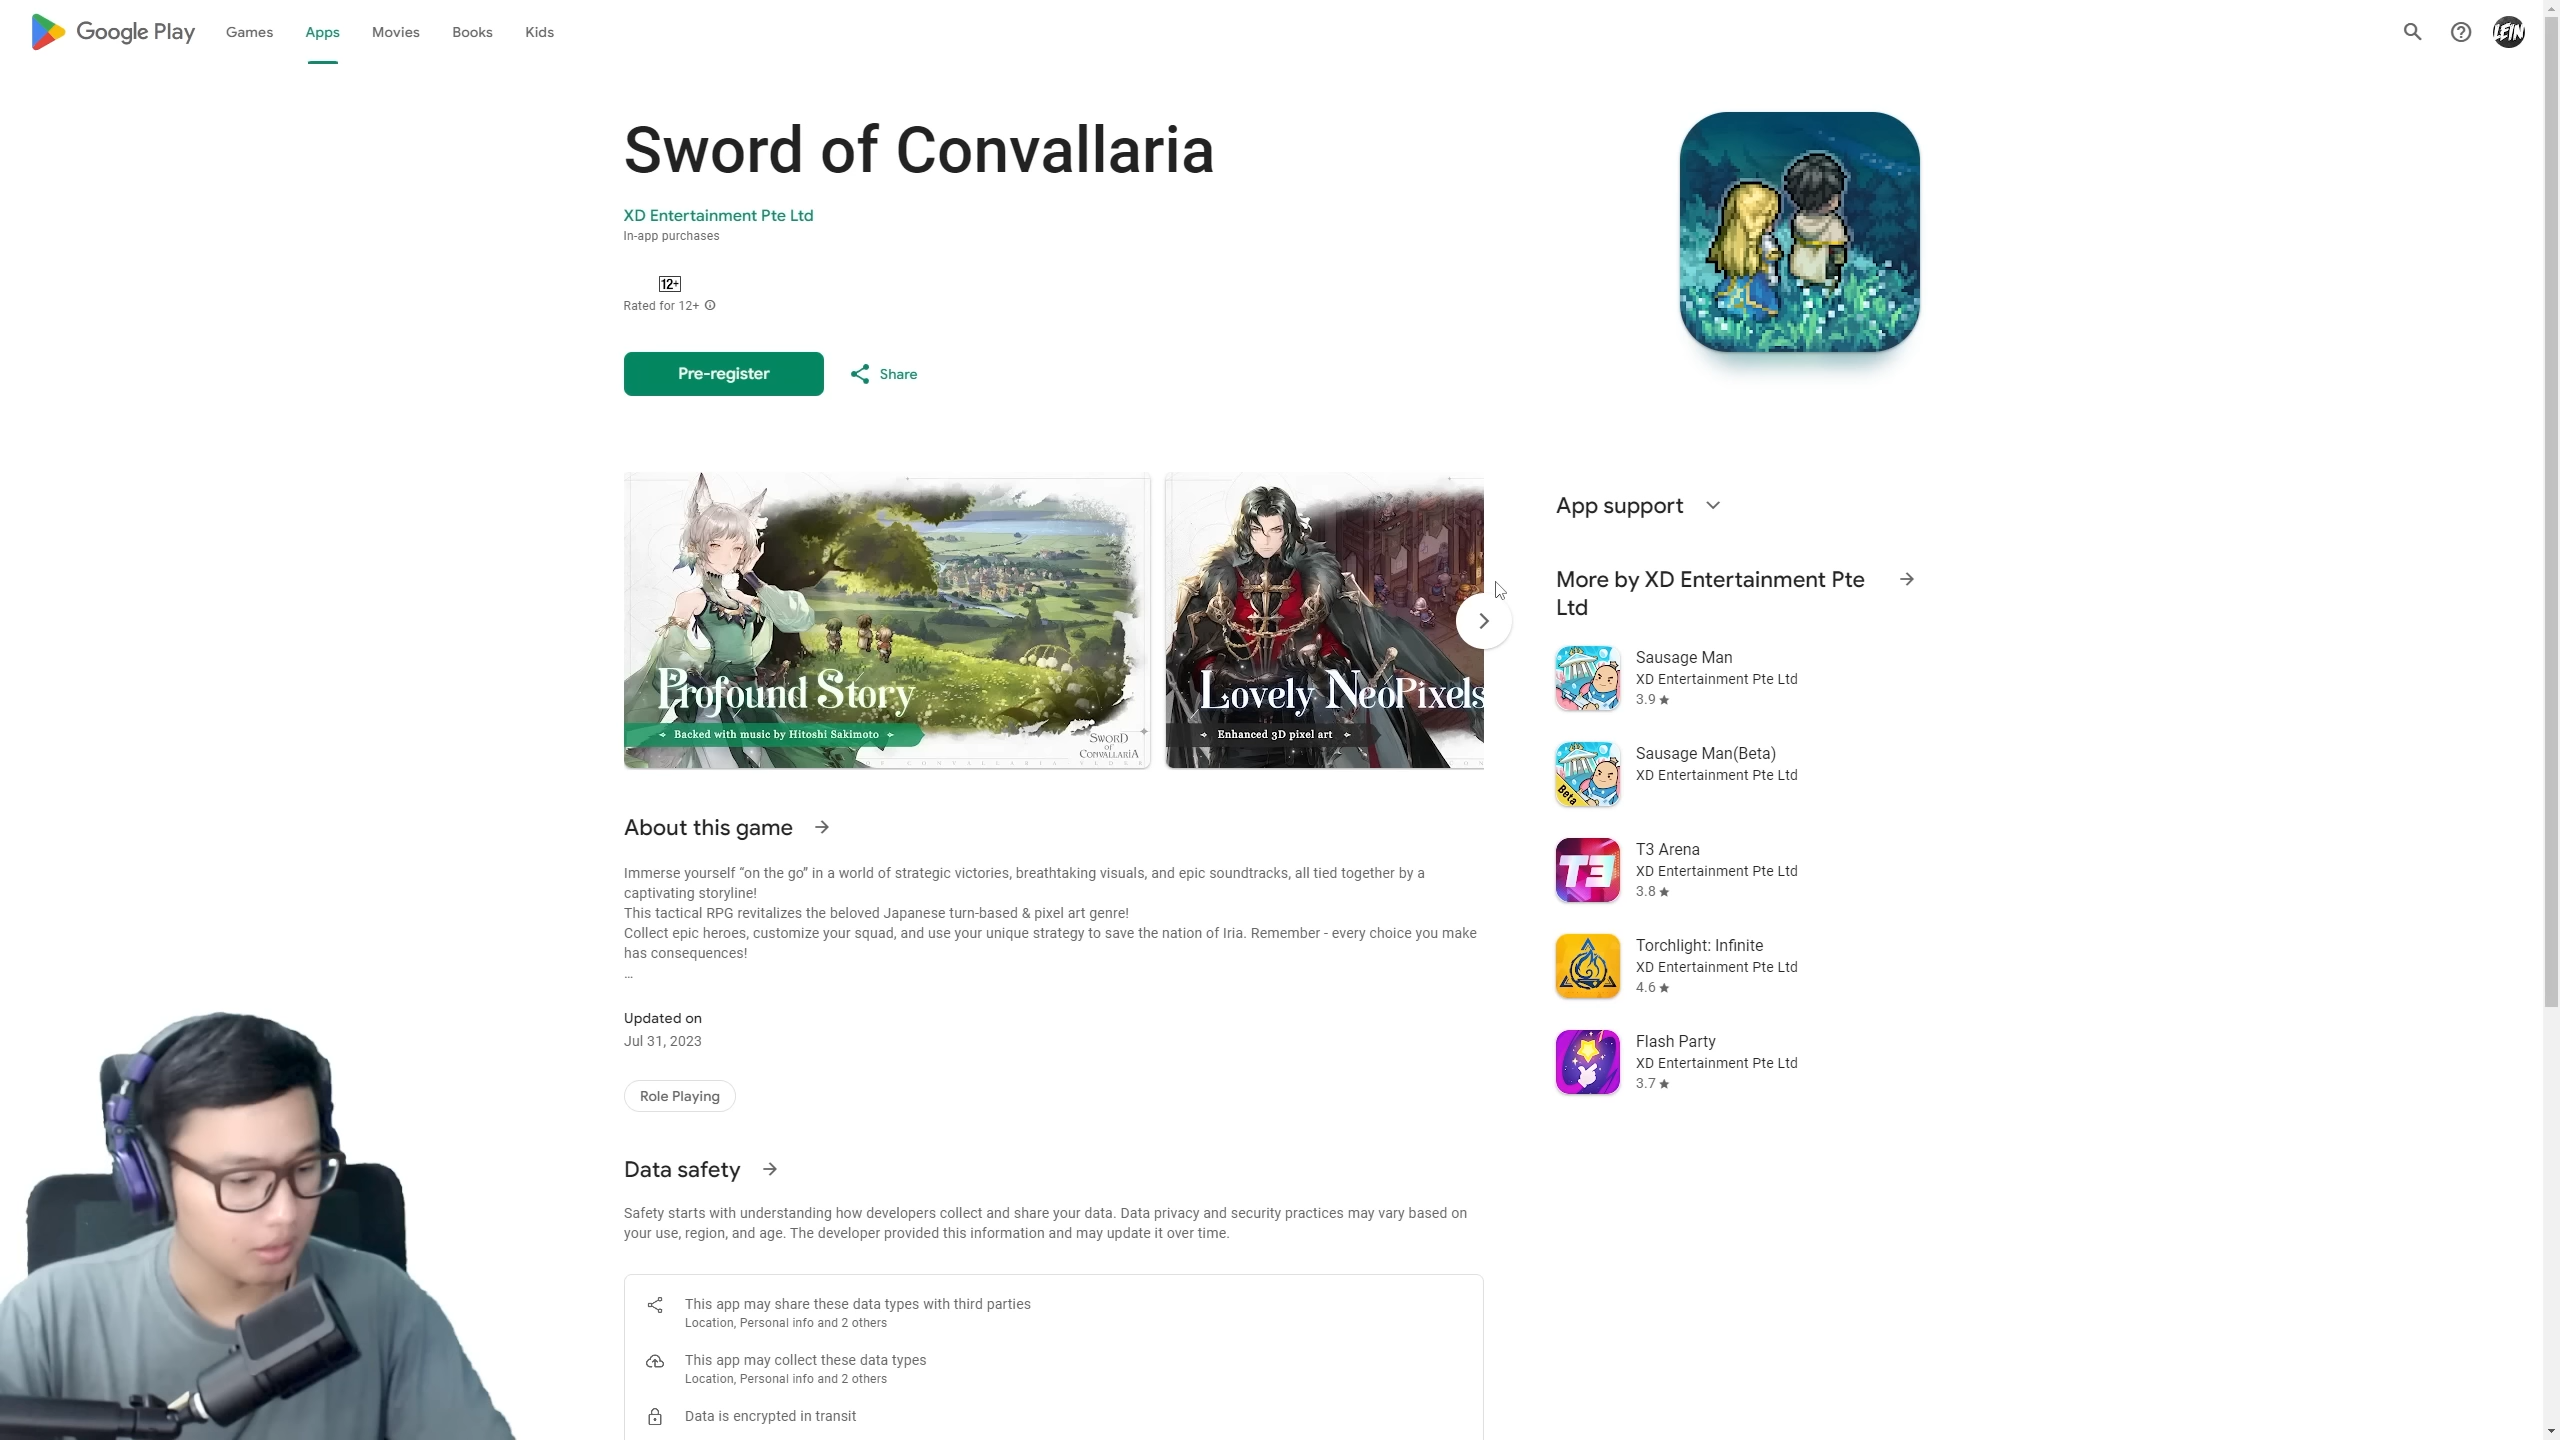 Google Play
Games
Apps
Movies
Books
Kids
LEIN
Sword of Convallaria
XD Entertainment Pte Ltd
In-app purchases
12+
Rated for 12+
Pre-register
Share
Profound Story
Backed with music by Hitoshi Sakimoto
SWORD
of
CONVALLARIA
Lovely NeoPixels
Enhanced 3D pixel art
App support
More by XD Entertainment Pte
Ltd
Sausage Man
XD Entertainment Pte Ltd
3.9
Beta
Sausage Man(Beta)
XD Entertainment Pte Ltd
T3
T3 Arena
XD Entertainment Pte Ltd
3.8
Torchlight: Infinite
XD Entertainment Pte Ltd
4.6
Flash Party
XD Entertainment Pte Ltd
3.7
About this game
Immerse yourself “on the go” in a world of strategic victories, breathtaking visuals, and epic soundtracks, all tied together by a
captivating storyline!
This tactical RPG revitalizes the beloved Japanese turn-based & pixel art genre!
Collect epic heroes, customize your squad, and use your unique strategy to save the nation of Iria. Remember - every choice you make
has consequences!
…
Updated on
Jul 31, 2023
Role Playing
Data safety
Safety starts with understanding how developers collect and share your data. Data privacy and security practices may vary based on
your use, region, and age. The developer provided this information and may update it over time.
This app may share these data types with third parties
Location, Personal info and 2 others
This app may collect these data types
Location, Personal info and 2 others
Data is encrypted in transit